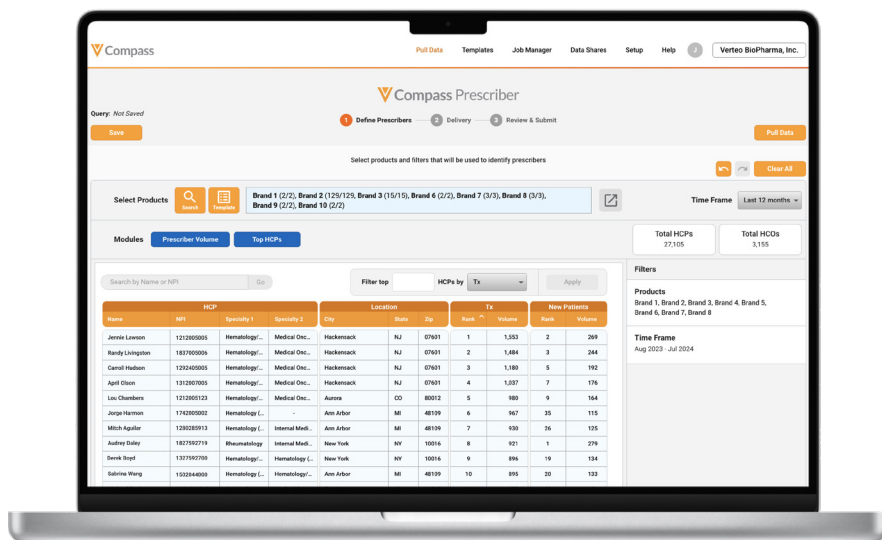 Compass
Pull Data Templates Job Manager Data Shares Setup Help J Verteo BioPharma, Inc.
Compass Prescriber
Query: Not Saved
1 Define Prescribers 2 Delivery 3 Review & Submit
Save
Pull Data
Select products and filters that will be used to identify prescribers
Clear All
Select Products Search Template
Brand 1 (2/2), Brand 2 (129/129, Brand 3 (15/15), Brand 6 (2/2), Brand 7 (3/3), Brand 8 (3/3),
Brand 9 (2/2), Brand 10 (2/2)
Time Frame Last 12 months
Modules Prescriber Volume Top HCPs
Total HCPs Total HCOs
27,105 3,155
Search by Name or NPI Go Filter top HCPs by Tx Apply
Filters
Products
Brand 1, Brand 2, Brand 3, Brand 4, Brand 5,
Brand 6, Brand 7, Brand 8
Time Frame
Aug 2023 - Jul 2024
HCP Location Tx New Patients
Name NPI Specialty 1 Specialty 2 City State Zip Rank Volume Rank Volume
Jennie Lawson 1212005005 Hematology/... Medical Onc... Hackensack NJ 07601 1 1,553 2 269
Randy Livingston 1837005006 Hematology/... Medical Onc... Hackensack NJ 07601 2 1,484 3 244
Carroll Hudson 1292405005 Hematology/... Medical Onc... Hackensack NJ 07601 3 1,180 5 192
April Olson 1312007005 Hematology/... Medical Onc... Hackensack NJ 07601 4 1,037 7 176
Lou Chambers 1212005123 Hematology/... Medical Onc... Aurora CO 80012 5 980 9 164
Jorge Harmon 1742005002 Hematology (... - Ann Arbor MI 48109 6 967 35 115
Mitch Aguilar 1280285913 Hematology/... Internal Medi... Ann Arbor MI 48109 7 930 26 125
Audrey Daley 1827592719 Rheumatology Internal Medi... New York NY 10016 8 921 1 279
Derek Boyd 1327592700 Hematology/... Hematology (... New York NY 10016 9 896 19 134
Sabrina Wang 1502044000 Hematology (... Hematology/... Ann Arbor MI 48109 10 895 20 133